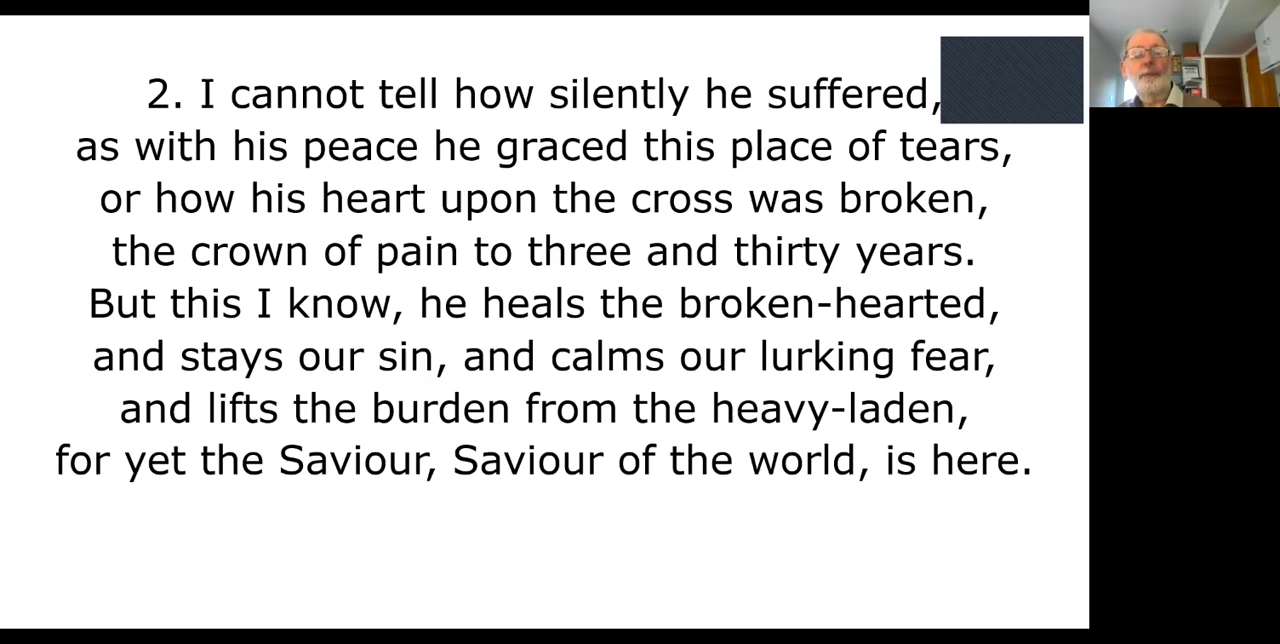 2. I cannot tell how silently he suffered,
as with his peace he graced this place of tears,
or how his heart upon the cross was broken,
the crown of pain to three and thirty years.
But this I know, he heals the broken-hearted,
and stays our sin, and calms our lurking fear,
and lifts the burden from the heavy-laden,
for yet the Saviour, Saviour of the world, is here.